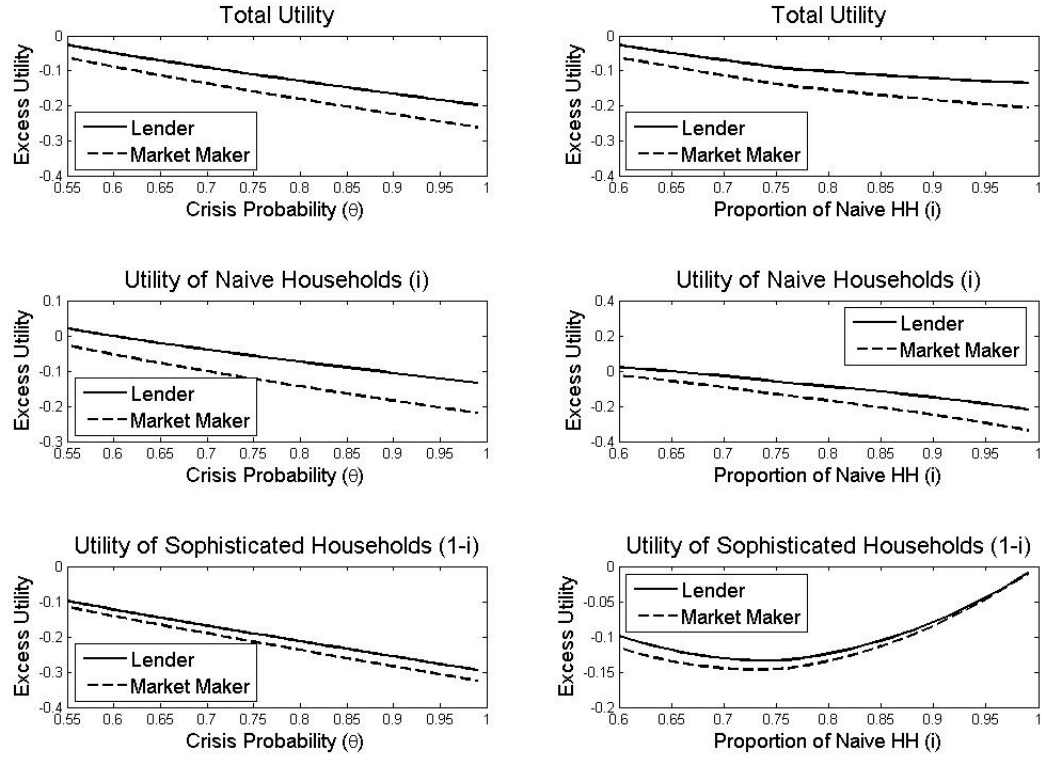 Total Utility
Excess Utility
0
-0.1
-0.2
-0.3
-0.4
Lender
Market Maker
0.55 0.6 0.65 0.7 0.75 0.8 0.85 0.9 0.95 1
Crisis Probability (θ)
Total Utility
Excess Utility
0
-0.1
-0.2
-0.3
-0.4
Lender
Market Maker
0.6 0.65 0.7 0.75 0.8 0.85 0.9 0.95 1
Proportion of Naive HH (i)
Utility of Naive Households (i)
Excess Utility
0.1
0
-0.1
-0.2
-0.3
Lender
Market Maker
0.55 0.6 0.65 0.7 0.75 0.8 0.85 0.9 0.95 1
Crisis Probability (θ)
Utility of Naive Households (i)
Excess Utility
0.4
0.2
0
-0.2
-0.4
Lender
Market Maker
0.6 0.65 0.7 0.75 0.8 0.85 0.9 0.95 1
Proportion of Naive HH (i)
Utility of Sophisticated Households (1-i)
Excess Utility
0
-0.1
-0.2
-0.3
-0.4
Lender
Market Maker
0.55 0.6 0.65 0.7 0.75 0.8 0.85 0.9 0.95 1
Crisis Probability (θ)
Utility of Sophisticated Households (1-i)
Excess Utility
0
-0.05
-0.1
-0.15
-0.2
Lender
Market Maker
0.6 0.65 0.7 0.75 0.8 0.85 0.9 0.95 1
Proportion of Naive HH (i)